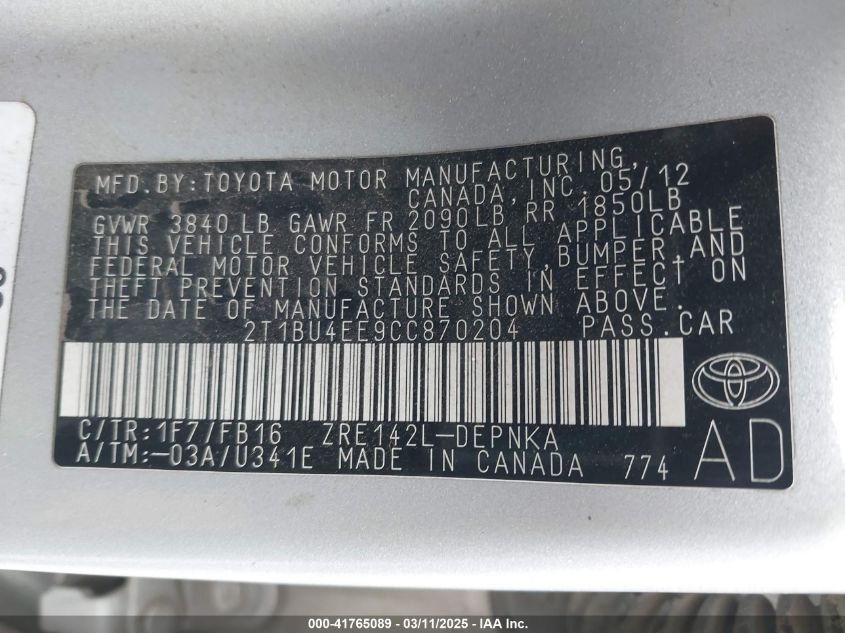 MFD. BY: TOYOTA MOTOR MANUFACTURING,
CANADA, INC. 05/12
GVWR 3840 LB GAWR FR 2090LB, RR 1850LB
THIS VEHICLE CONFORMS TO ALL APPLICABLE
FEDERAL MOTOR VEHICLE SAFETY, BUMPER, AND
THEFT PREVENTION STANDARDS IN EFFECT ON
THE DATE OF MANUFACTURE SHOWN ABOVE.
2T1BU4EE9CC870204 PASS.CAR
C/TR:1F7/FB16 ZRE142L-DEPNKA
A/TM:-03A/U341E MADE IN CANADA 774
AD
000-41765089 - 03/11/2025 - IAA Inc.